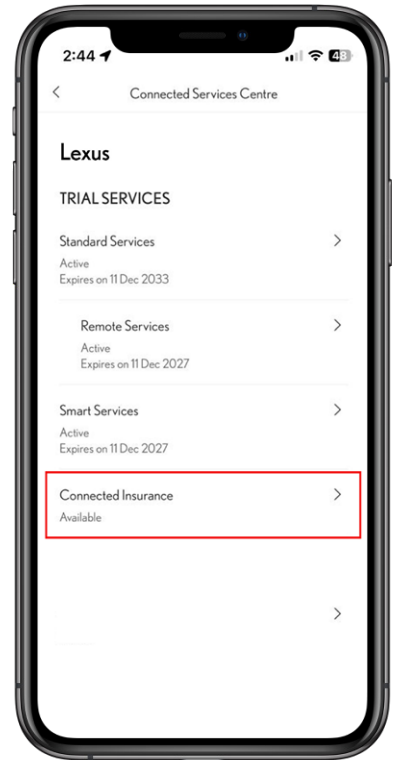 2:44
48
Connected Services Centre
Lexus
TRIAL SERVICES
Standard Services
Active
Expires on 11 Dec 2033
Remote Services
Active
Expires on 11 Dec 2027
Smart Services
Active
Expires on 11 Dec 2027
Connected Insurance
Available